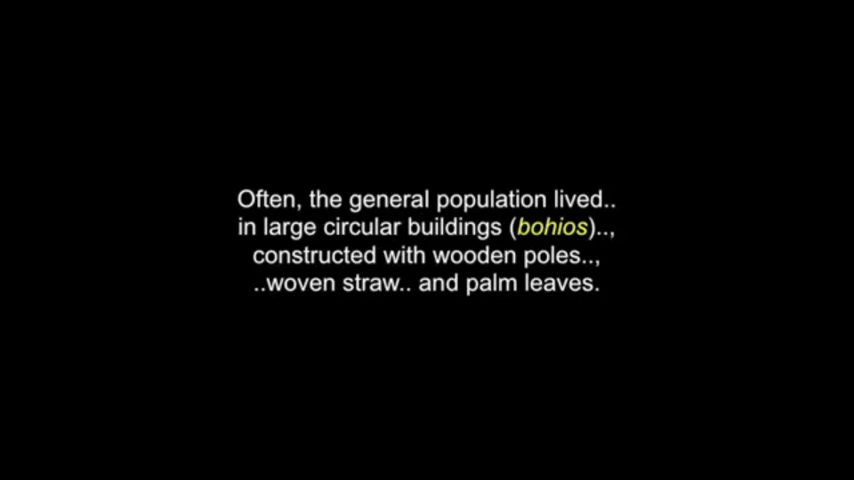 Often, the general population lived..
in large circular buildings (bohios)..,
constructed with wooden poles..,
..woven straw.. and palm leaves.